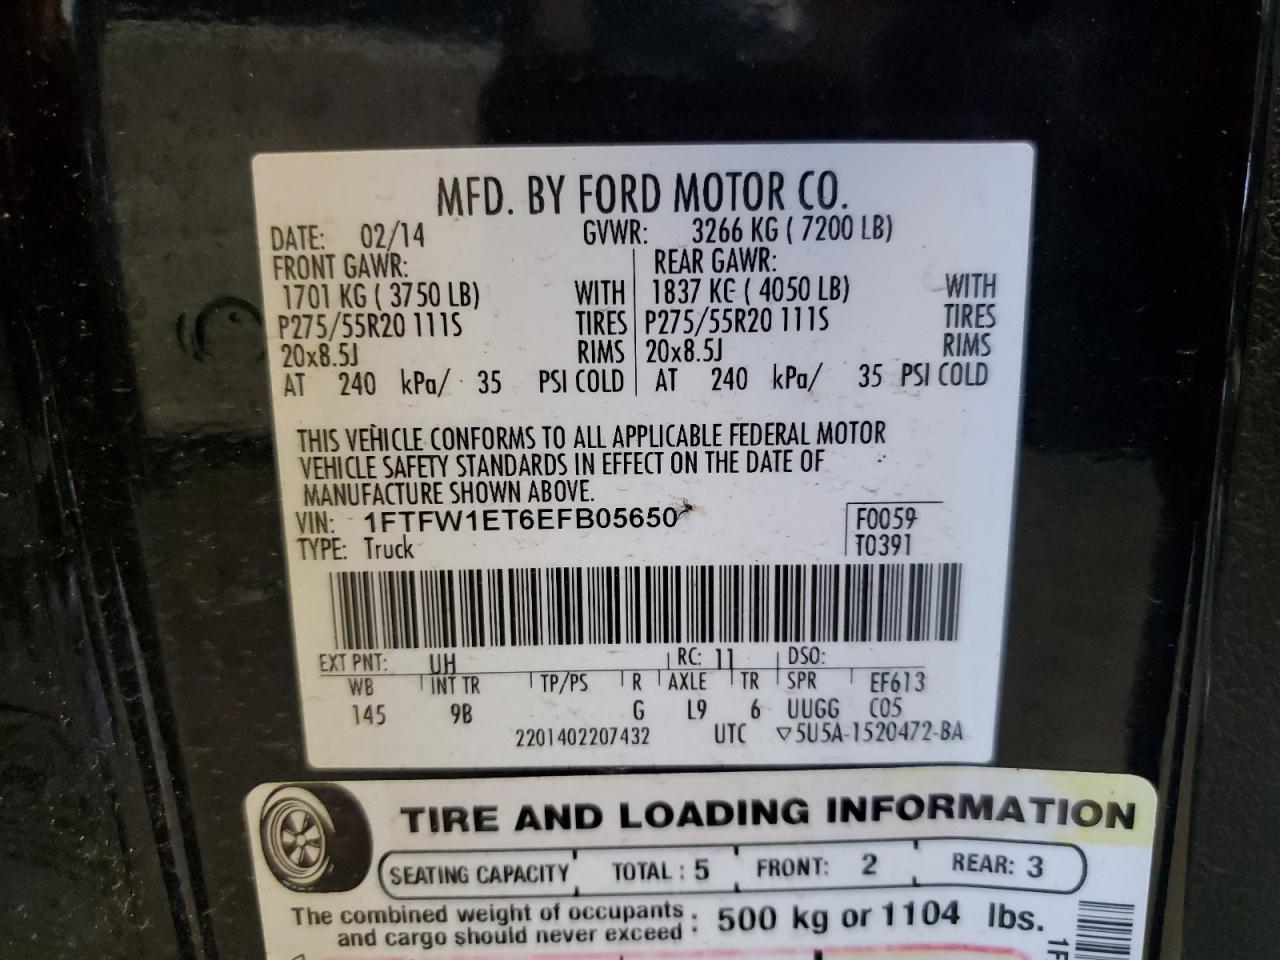 MFD. BY FORD MOTOR CO.
DATE: 02/14 GVWR: 3266 KG ( 7200 LB)
FRONT GAWR: REAR GAWR:
1701 KG ( 3750 LB) WITH 1837 KG ( 4050 LB) WITH
P275/55R20 111S TIRES P275/55R20 111S TIRES
20x8.5J RIMS 20x8.5J RIMS
AT 240 kPa/ 35 PSI COLD AT 240 kPa/ 35 PSI COLD
THIS VEHICLE CONFORMS TO ALL APPLICABLE FEDERAL MOTOR
VEHICLE SAFETY STANDARDS IN EFFECT ON THE DATE OF
MANUFACTURE SHOWN ABOVE.
VIN: 1FTFW1ET6EFB05650 F0059
TYPE: Truck T0391
EXT PNT: UH RC: 11 DSO:
WB INT TR TP/PS R AXLE TR SPR EF613
145 9B G L9 6 UUGG C05
2201402207432 UTC ▽5U5A-1520472-BA
TIRE AND LOADING INFORMATION
SEATING CAPACITY TOTAL : 5 FRONT: 2 REAR: 3
The combined weight of occupants : 500 kg or 1104 lbs.
and cargo should never exceed :
1F